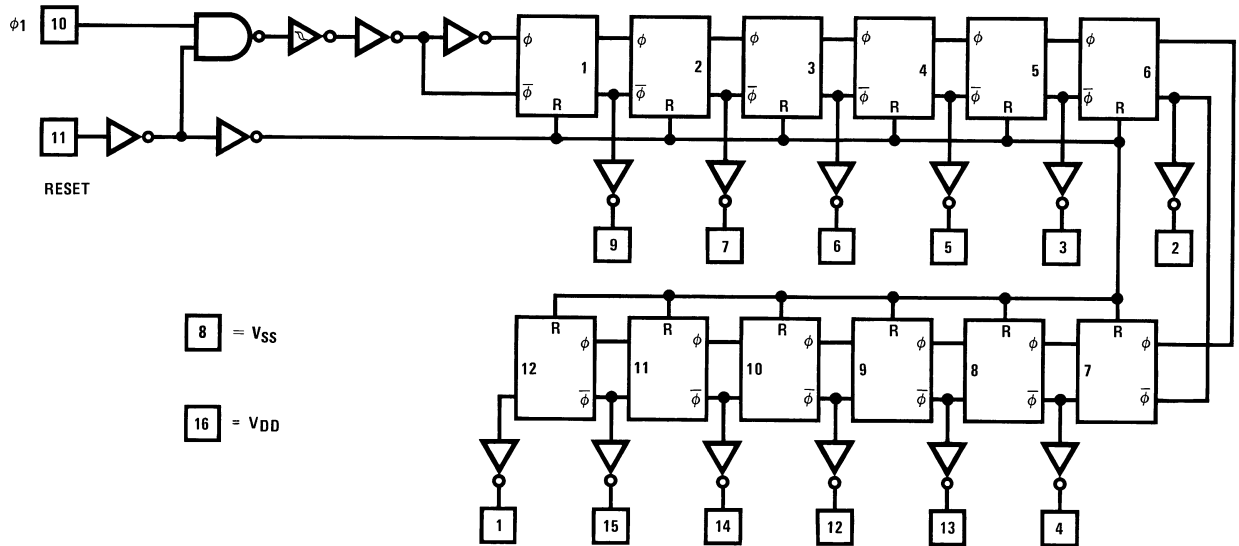 ϕ1 10
ϕ ϕ ϕ ϕ ϕ ϕ
1 2 3 4 5 6
ϕ̅ ϕ̅ ϕ̅ ϕ̅ ϕ̅ ϕ̅
R R R R R R
11
RESET
9 7 6 5 3 2
8 = VSS
R R R R R R
ϕ ϕ ϕ ϕ ϕ ϕ
12 11 10 9 8 7
ϕ̅ ϕ̅ ϕ̅ ϕ̅ ϕ̅ ϕ̅
16 = VDD
1 15 14 12 13 4